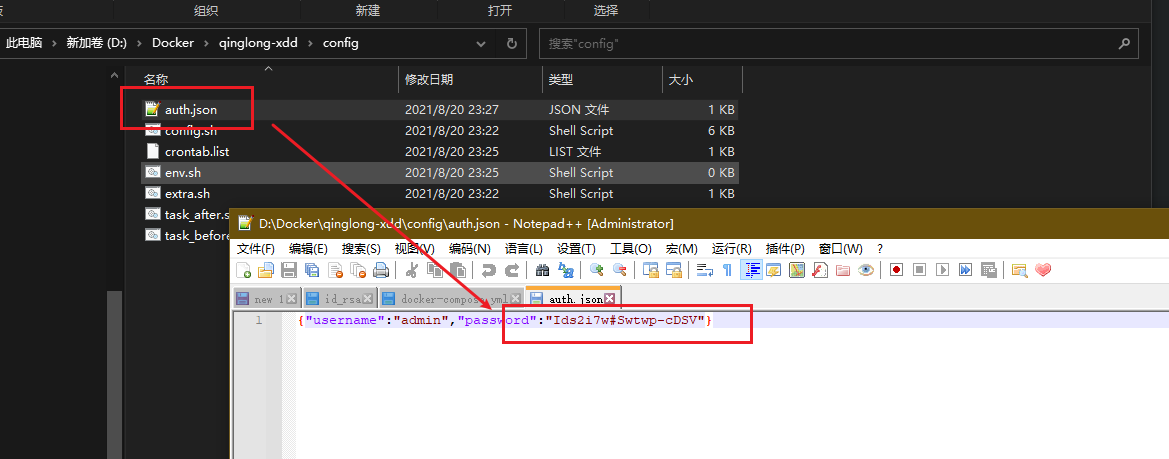 组织 新建 打开 选择
此电脑 新加卷 (D:) Docker qinglong-xdd config 搜索"config"
名称 修改日期 类型 大小
auth.json 2021/8/20 23:27 JSON 文件 1 KB
config.sh 2021/8/20 23:22 Shell Script 6 KB
crontab.list 2021/8/20 23:25 LIST 文件 1 KB
env.sh 2021/8/20 23:25 Shell Script 0 KB
extra.sh 2021/8/20 23:22 Shell Script 1 KB
task_after.s
task_before
D:\Docker\qinglong-xdd\config\auth.json - Notepad++ [Administrator]
文件(F) 编辑(E) 搜索(S) 视图(V) 编码(N) 语言(L) 设置(T) 工具(O) 宏(M) 运行(R) 插件(P) 窗口(W) ?
new 1 id_rsa docker-compose.yml auth.json
1 {"username":"admin","password":"Ids2i7w#Swtwp-cDSV"}